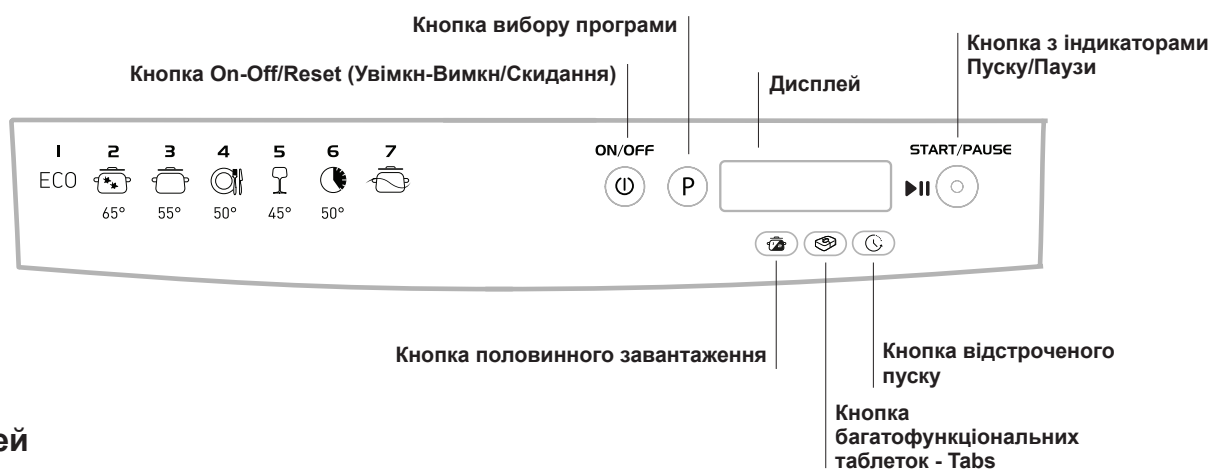 Кнопка вибору програми
Кнопка з індикаторами
Пуску/Паузи
Кнопка On-Off/Reset (Увімкн-Вимкн/Скидання)
Дисплей
1 2 3 4 5 6 7
ON/OFF
START/PAUSE
ECO
P
65° 55° 50° 45° 50°
Кнопка половинного завантаження
Кнопка відстроченого
пуску
Кнопка
багатофункціональних
таблеток - Tabs
ей